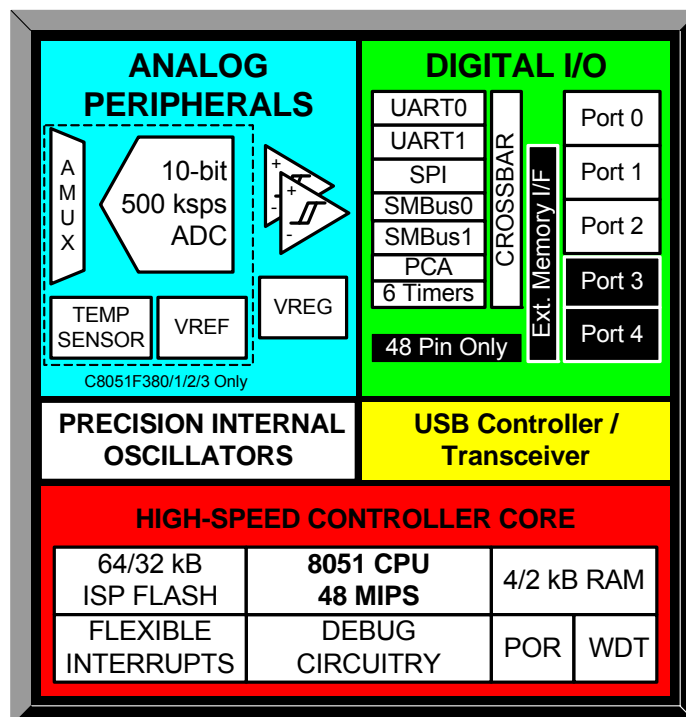 ANALOG
PERIPHERALS
A
M
U
X
10-bit
500 ksps
ADC
+
-
+
-
TEMP
SENSOR
VREF
VREG
C8051F380/1/2/3 Only
DIGITAL I/O
UART0
UART1
SPI
SMBus0
SMBus1
PCA
6 Timers
CROSSBAR
Ext. Memory I/F
Port 0
Port 1
Port 2
Port 3
Port 4
48 Pin Only
PRECISION INTERNAL
OSCILLATORS
USB Controller /
Transceiver
HIGH-SPEED CONTROLLER CORE
64/32 kB
ISP FLASH
8051 CPU
48 MIPS
4/2 kB RAM
FLEXIBLE
INTERRUPTS
DEBUG
CIRCUITRY
POR
WDT